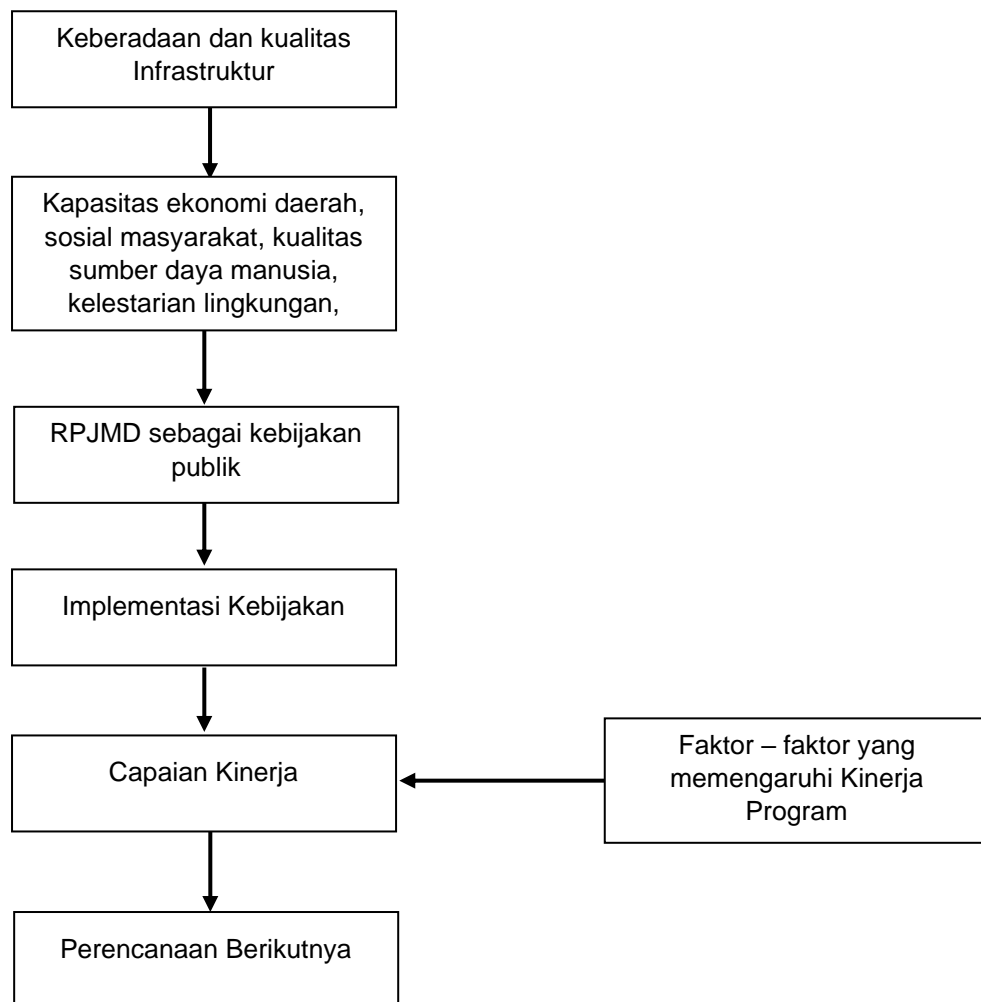 Keberadaan dan kualitas
Infrastruktur
Kapasitas ekonomi daerah,
sosial masyarakat, kualitas
sumber daya manusia,
kelestarian lingkungan,
RPJMD sebagai kebijakan
publik
Implementasi Kebijakan
Capaian Kinerja
Faktor – faktor yang
memengaruhi Kinerja
Program
Perencanaan Berikutnya